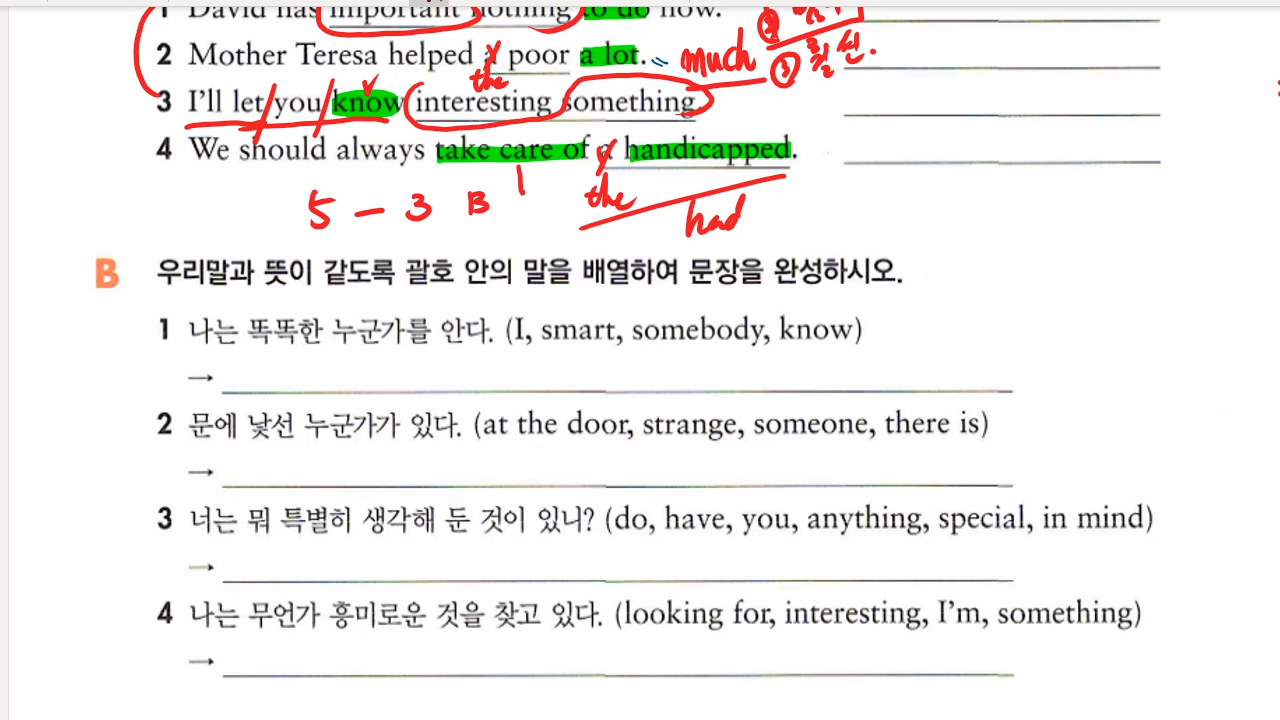 1 David has important nothing to do now.
2 Mother Teresa helped a poor a lot. much ③ 훨씬.
the
3 I'll let you know interesting something.
4 We should always take care of a handicapped.
the
5 - 3 B
B 우리말과 뜻이 같도록 괄호 안의 말을 배열하여 문장을 완성하시오.
1 나는 똑똑한 누군가를 안다. (I, smart, somebody, know)
→
2 문에 낯선 누군가가 있다. (at the door, strange, someone, there is)
→
3 너는 뭐 특별히 생각해 둔 것이 있니? (do, have, you, anything, special, in mind)
→
4 나는 무언가 흥미로운 것을 찾고 있다. (looking for, interesting, I'm, something)
→